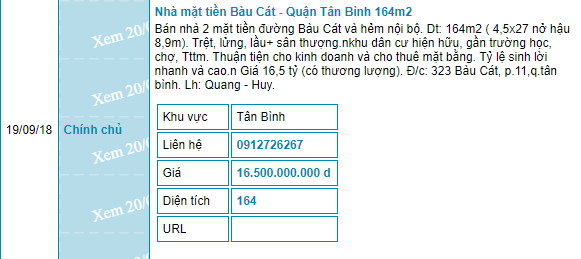 Nhà mặt tiền Bàu Cát - Quận Tân Bình 164m2
Bán nhà 2 mặt tiền đường Bàu Cát và hẻm nội bộ. Dt: 164m2 ( 4,5x27 nở hậu
8,9m). Trệt, lửng, lầu+ sân thượng.nhu dân cư hiện hữu, gần trường học,
chợ, Tttm. Thuận tiện cho kinh doanh và cho thuê mặt bằng. Tỷ lệ sinh lời
nhanh và cao.n Giá 16,5 tỷ (có thương lượng). Đ/c: 323 Bàu Cát, p.11,q.tân
bình. Lh: Quang - Huy.
19/09/18
Chính chủ
Khu vực Tân Bình
Liên hệ 0912726267
Giá 16.500.000.000 đ
Diện tích 164
URL
Xem 20/
Xem 20/
Xem 20/
Xem 20/